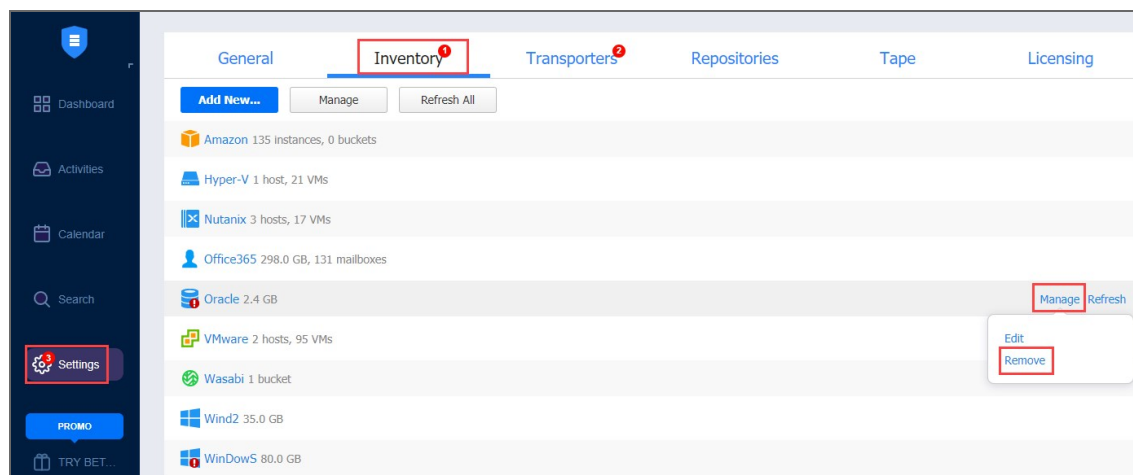 General Inventory 1 Transporters 2 Repositories Tape Licensing
Add New... Manage Refresh All
Dashboard
Amazon 135 instances, 0 buckets
Activities
Hyper-V 1 host, 21 VMs
Nutanix 3 hosts, 17 VMs
Calendar
Office365 298.0 GB, 131 mailboxes
Search
Oracle 2.4 GB Manage Refresh
Edit
Remove
VMware 2 hosts, 95 VMs
3 Settings
Wasabi 1 bucket
Wind2 35.0 GB
PROMO
TRY BET...
WinDowS 80.0 GB